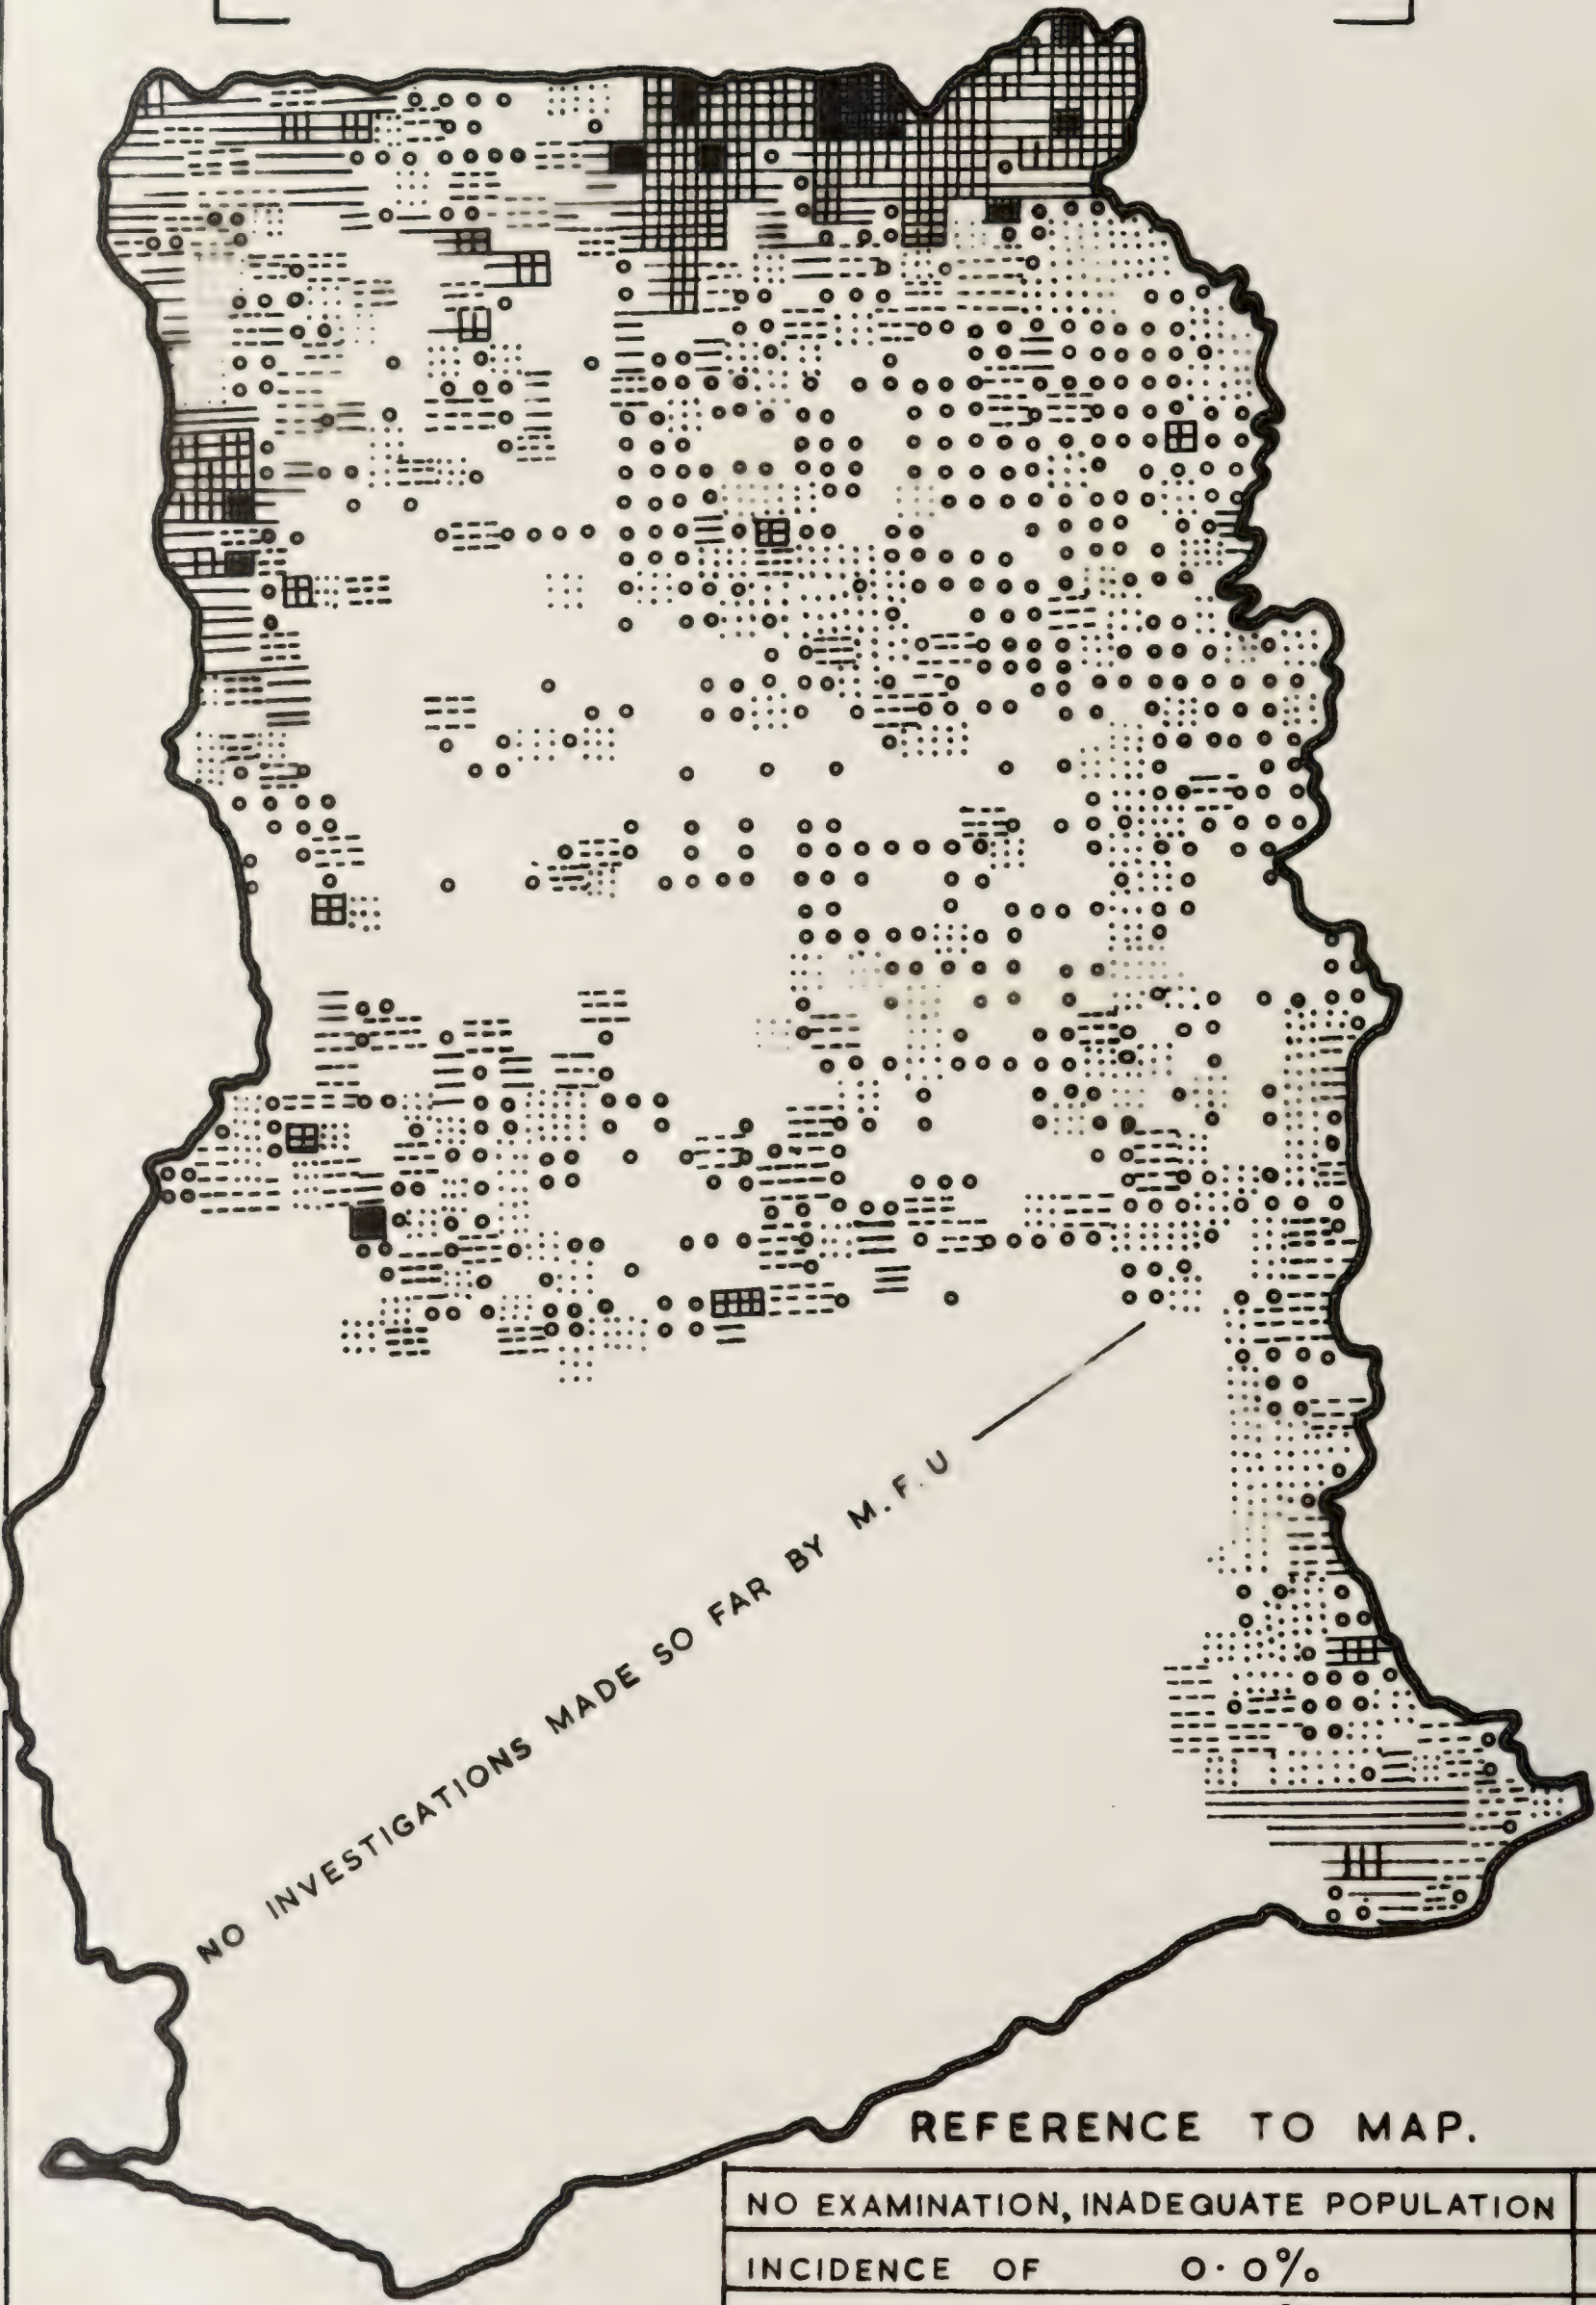 NO INVESTIGATIONS MADE SO FAR BY M.F.U
REFERENCE TO MAP.
NO EXAMINATION, INADEQUATE POPULATION
INCIDENCE OF 0·0%